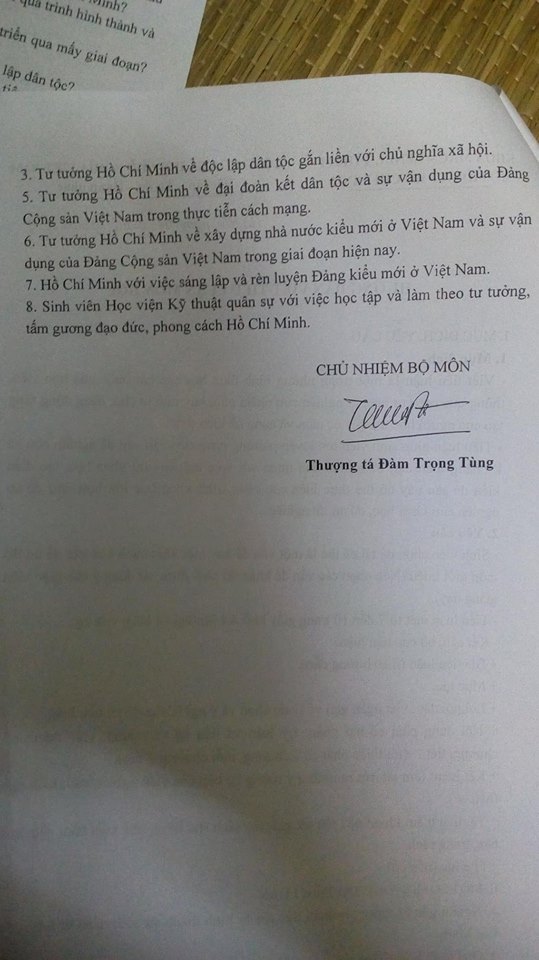 quá trình hình thành và
triển qua mấy giai đoạn?
lập dân tộc?
3. Tư tưởng Hồ Chí Minh về độc lập dân tộc gắn liền với chủ nghĩa xã hội.
5. Tư tưởng Hồ Chí Minh về đại đoàn kết dân tộc và sự vận dụng của Đảng
Cộng sản Việt Nam trong thực tiễn cách mạng.
6. Tư tưởng Hồ Chí Minh về xây dựng nhà nước kiểu mới ở Việt Nam và sự vận
dụng của Đảng Cộng sản Việt Nam trong giai đoạn hiện nay.
7. Hồ Chí Minh với việc sáng lập và rèn luyện Đảng kiểu mới ở Việt Nam.
8. Sinh viên Học viện Kỹ thuật quân sự với việc học tập và làm theo tư tưởng,
tấm gương đạo đức, phong cách Hồ Chí Minh.
CHỦ NHIỆM BỘ MÔN
Thượng tá Đàm Trọng Tùng